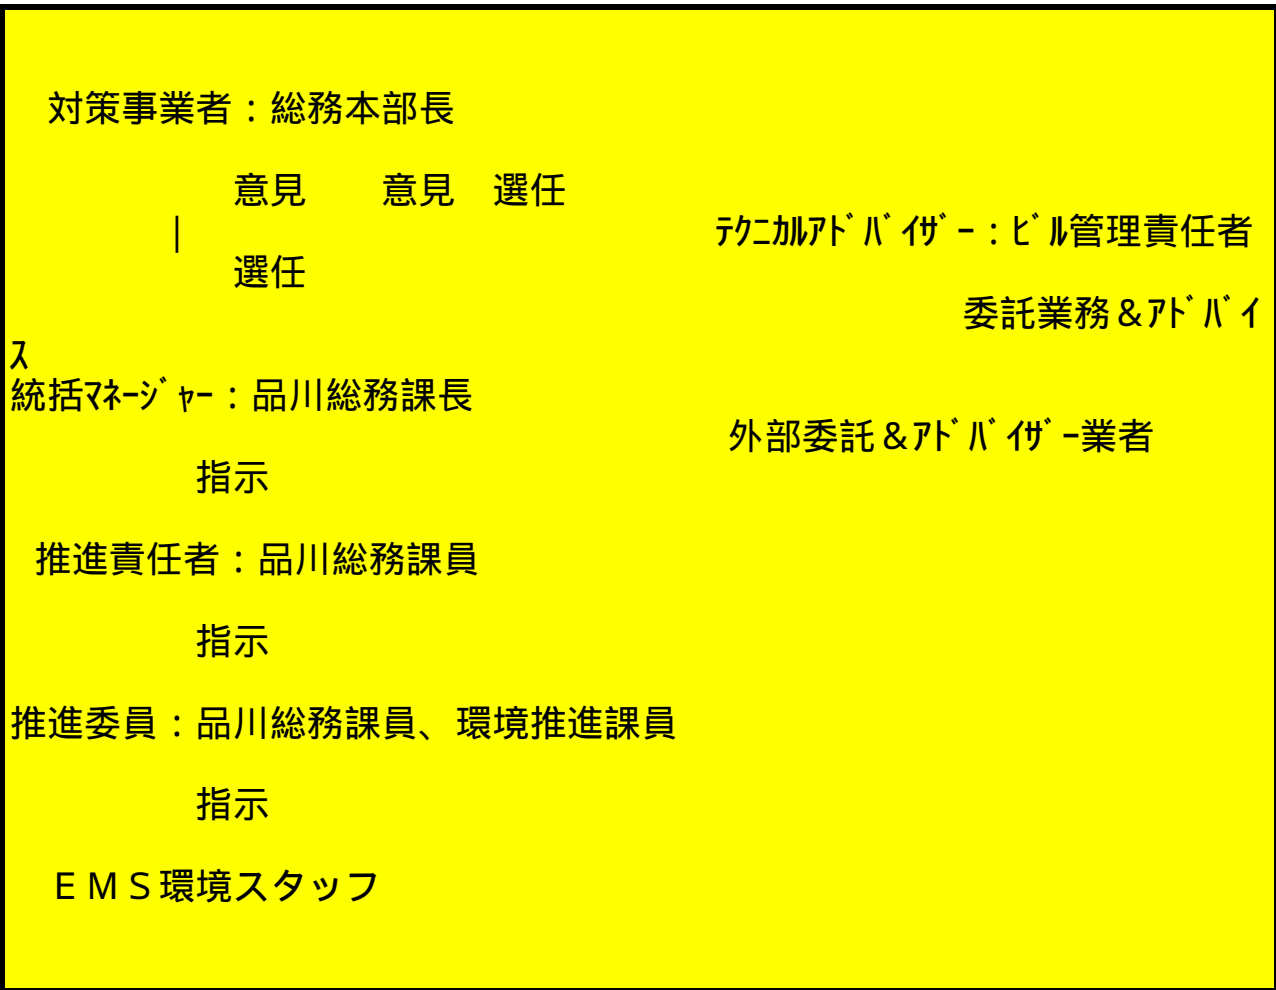 対策事業者：総務本部長
意見　　意見　選任
｜
ﾃｸﾆｶﾙｱﾄﾞﾊﾞｲｻﾞｰ：ﾋﾞﾙ管理責任者
選任
委託業務＆ｱﾄﾞﾊﾞｲ
ｽ
統括ﾏﾈｰｼﾞｬｰ：品川総務課長
外部委託＆ｱﾄﾞﾊﾞｲｻﾞｰ業者
指示
推進責任者：品川総務課員
指示
推進委員：品川総務課員、環境推進課員
指示
ＥＭＳ環境スタッフ